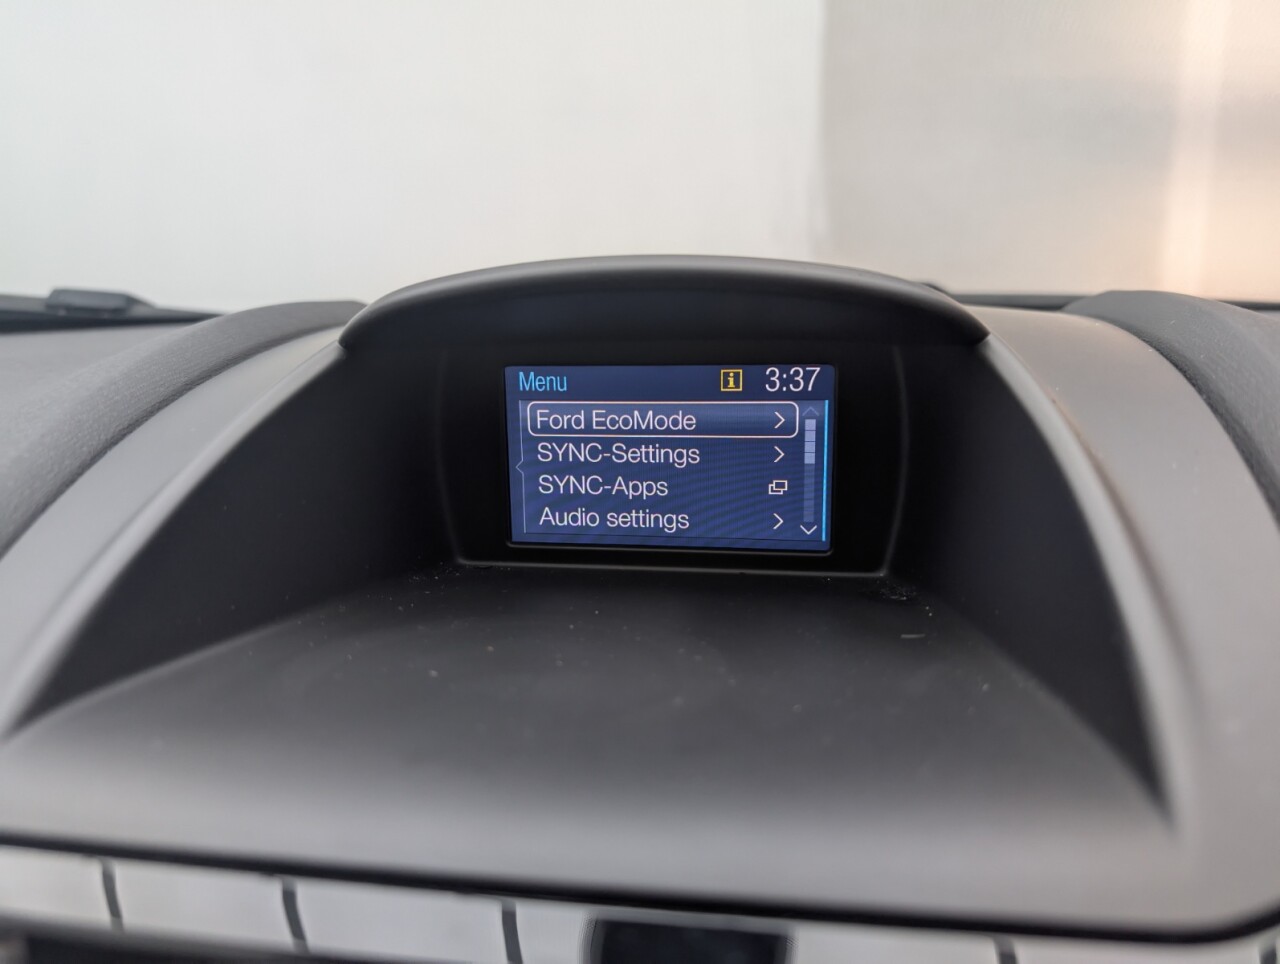 Menu i 3:37
Ford EcoMode
SYNC-Settings
SYNC-Apps
Audio settings